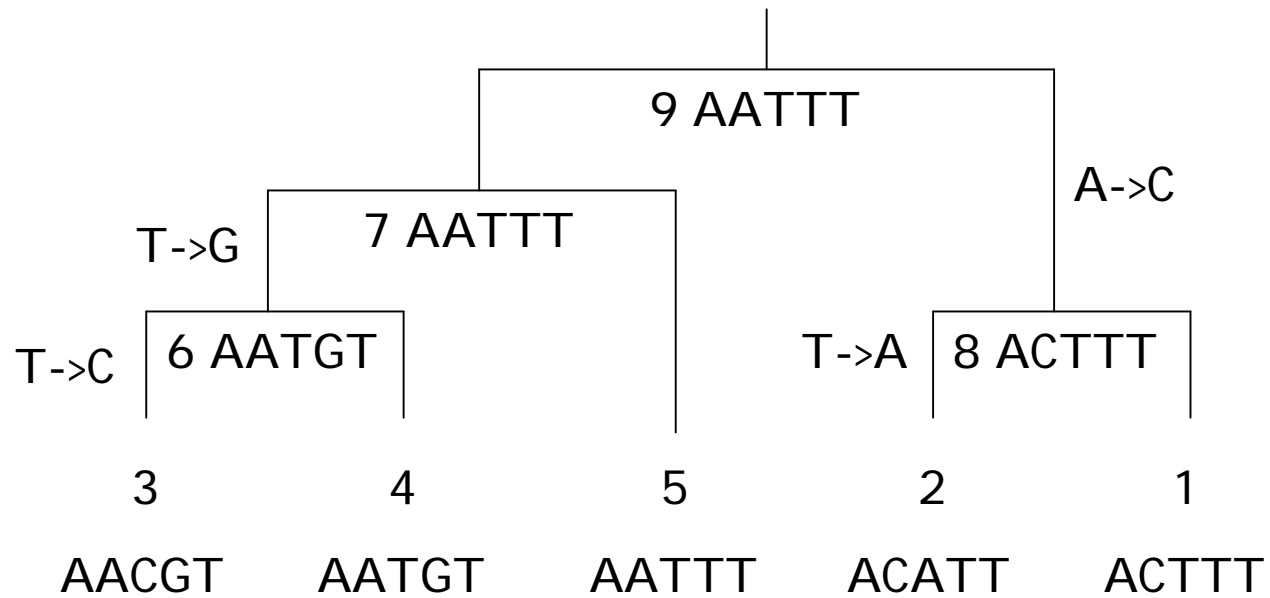 9 AATTT
A->C
7 AATTT
T->G
6 AATGT
T->C
8 ACTTT
T->A
3 4 5 2 1
AACGT AATGT AATTT ACATT ACTTT